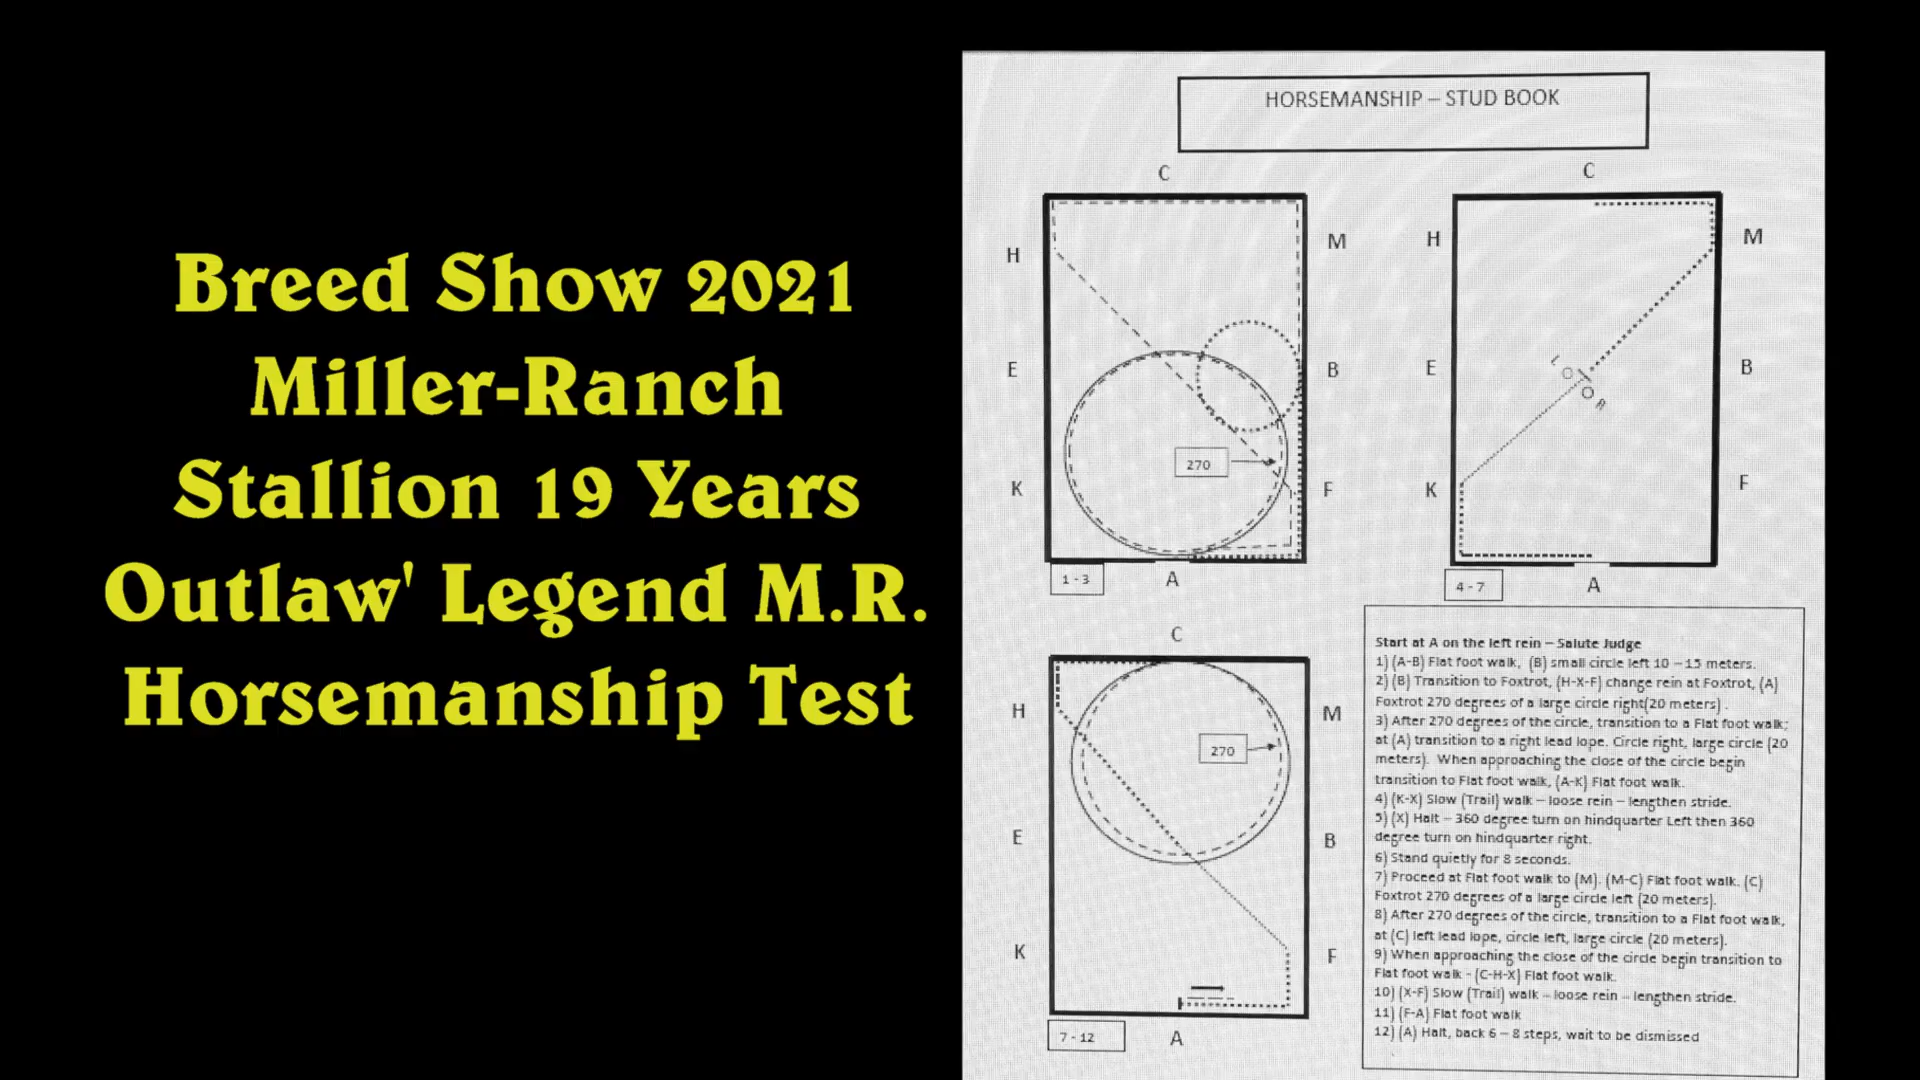 Breed Show 2021
Miller-Ranch
Stallion 19 Years
Outlaw' Legend M.R.
Horsemanship Test
HORSEMANSHIP – STUD BOOK
C
H
M
E
B
270
K
F
1 - 3
A
C
H
M
E
B
L
O
O
R
K
F
4 - 7
A
C
H
M
270
E
B
K
F
7 - 12
A
Start at A on the left rein – Salute Judge
1) (A-B) Flat foot walk, (B) small circle left 10 – 15 meters.
2) (B) Transition to Foxtrot, (H-X-F) change rein at Foxtrot, (A)
Foxtrot 270 degrees of a large circle right(20 meters) .
3) After 270 degrees of the circle, transition to a Flat foot walk;
at (A) transition to a right lead lope. Circle right, large circle (20
meters). When approaching the close of the circle begin
transition to Flat foot walk, (A-K) Flat foot walk.
4) (K-X) Slow (Trail) walk – loose rein – lengthen stride.
5) (X) Halt – 360 degree turn on hindquarter Left then 360
degree turn on hindquarter right.
6) Stand quietly for 8 seconds.
7) Proceed at Flat foot walk to (M). (M-C) Flat foot walk. (C)
Foxtrot 270 degrees of a large circle left (20 meters).
8) After 270 degrees of the circle, transition to a Flat foot walk,
at (C) left lead lope, circle left, large circle (20 meters).
9) When approaching the close of the circle begin transition to
Flat foot walk - (C-H-X) Flat foot walk.
10) (X-F) Slow (Trail) walk – loose rein – lengthen stride.
11) (F-A) Flat foot walk
12) (A) Halt, back 6 – 8 steps, wait to be dismissed